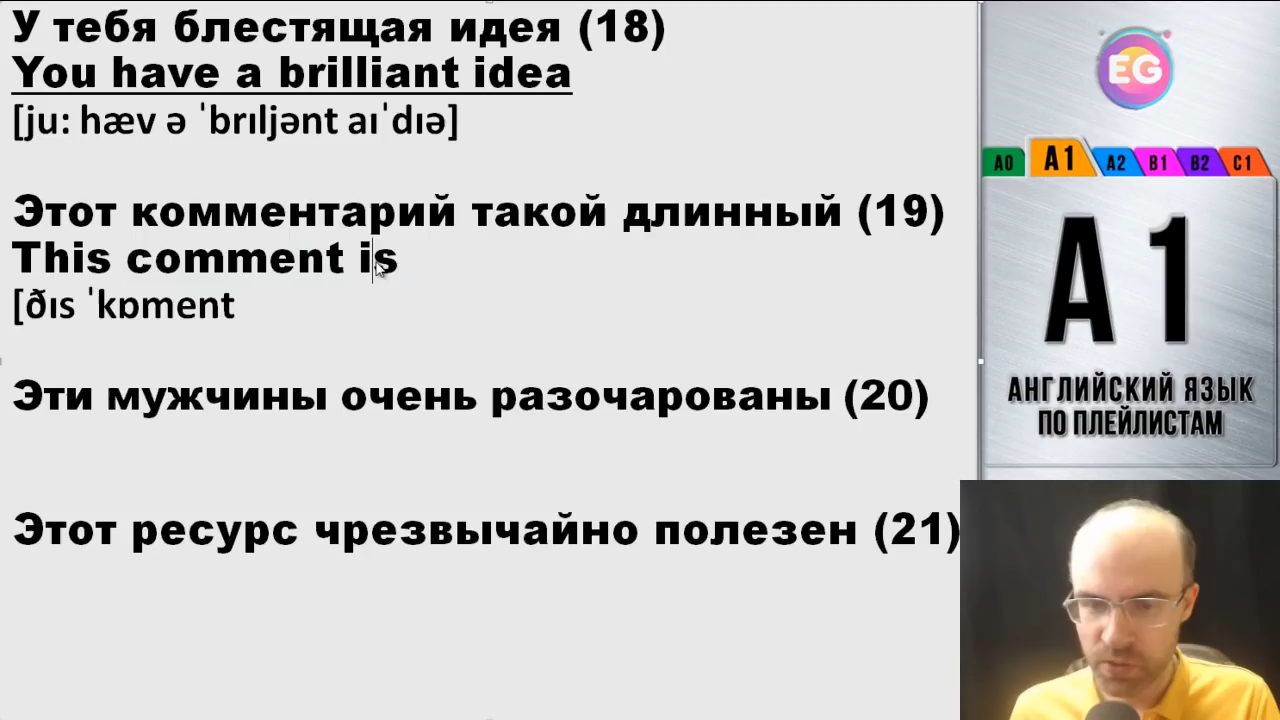 У тебя блестящая идея (18)
You have a brilliant idea
[ju: hæv ə ˈbrɪljənt aɪˈdɪə]
Этот комментарий такой длинный (19)
This comment is
[ðɪs ˈkɒment
Эти мужчины очень разочарованы (20)
Этот ресурс чрезвычайно полезен (21)
EG
A0 A1 A2 B1 B2 C1
A1
АНГЛИЙСКИЙ ЯЗЫК
ПО ПЛЕЙЛИСТАМ